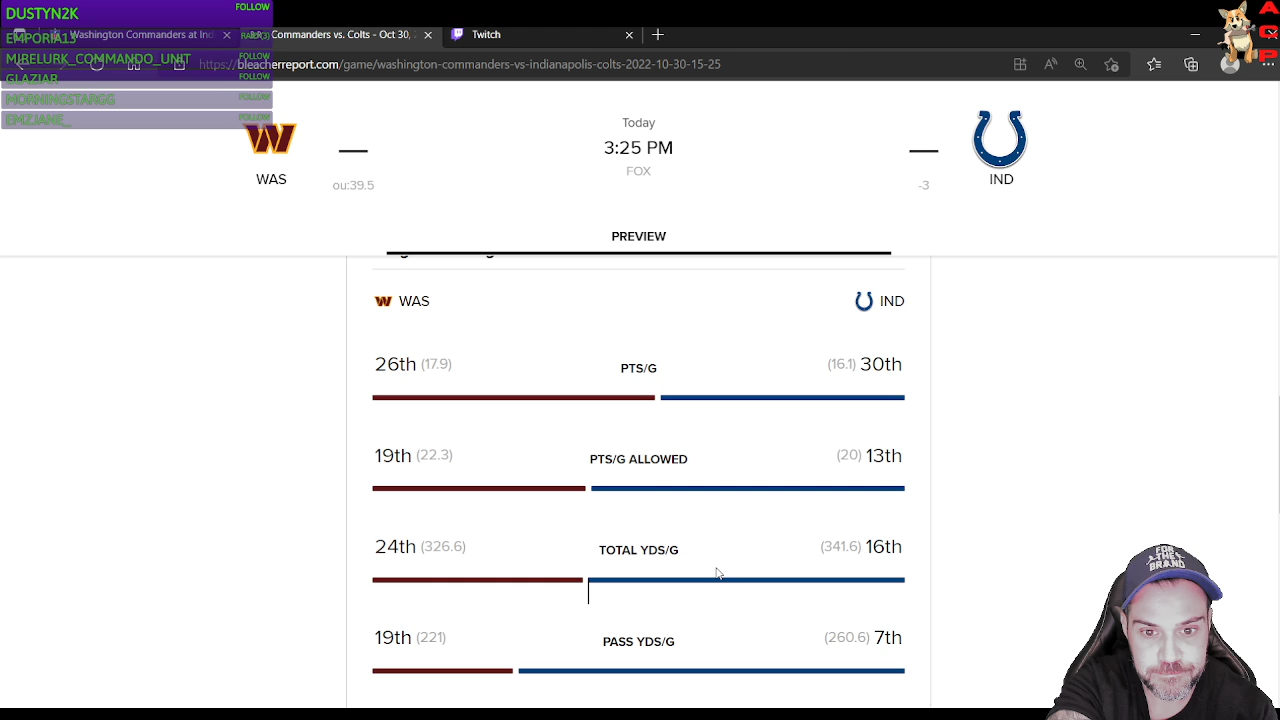 DUSTYN2K FOLLOW
EMPORIA13 RAID(3)
MIRELURK_COMMANDO_UNIT FOLLOW
GLAZIAR FOLLOW
MORNINGSTARGG FOLLOW
EMZJANE_ FOLLOW
Washington Commanders at Ind
Commanders vs. Colts - Oct 30,
Twitch
https://bleacherreport.com/game/washington-commanders-vs-indianapolis-colts-2022-10-30-15-25
A
C
P
W
WAS
ou:39.5
Today
3:25 PM
FOX
-3
IND
PREVIEW
W WAS
IND
26th (17.9) PTS/G (16.1) 30th
19th (22.3) PTS/G ALLOWED (20) 13th
24th (326.6) TOTAL YDS/G (341.6) 16th
19th (221) PASS YDS/G (260.6) 7th
FOR
THE
BRAND